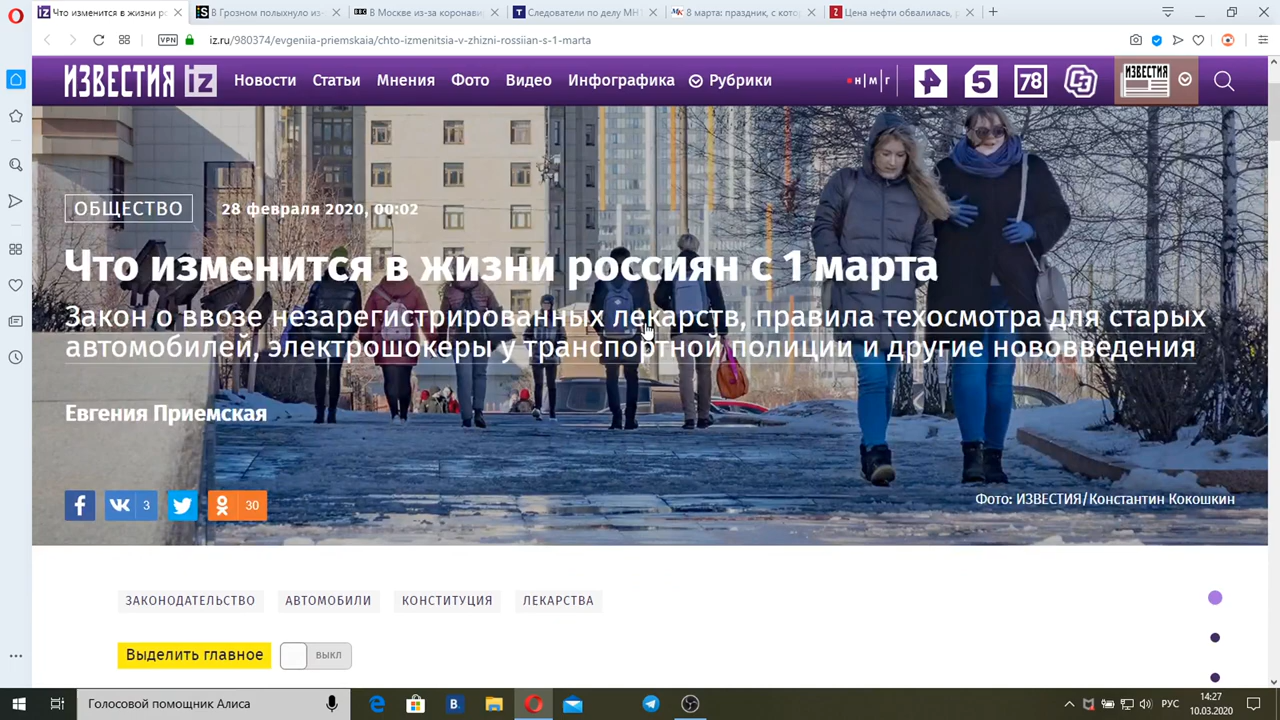 Что изменится в жизни ро
В Грозном полыхнуло из-
В Москве из-за коронави
Следователи по делу МН
8 марта: праздник, с кото
Цена нефти обвалилась, р
VPN
iz.ru/980374/evgeniia-priemskaia/chto-izmenitsia-v-zhizni-rossiian-s-1-marta
ИЗВЕСТИЯ iz
Новости
Статьи
Мнения
Фото
Видео
Инфографика
Рубрики
н|м|г
5
78
ИЗВЕСТИЯ
ОБЩЕСТВО
28 февраля 2020, 00:02
Что изменится в жизни россиян с 1 марта
Закон о ввозе незарегистрированных лекарств, правила техосмотра для старых
автомобилей, электрошокеры у транспортной полиции и другие нововведения
Евгения Приемская
3
30
Фото: ИЗВЕСТИЯ/Константин Кокошкин
ЗАКОНОДАТЕЛЬСТВО
АВТОМОБИЛИ
КОНСТИТУЦИЯ
ЛЕКАРСТВА
Выделить главное
ВЫКЛ
Голосовой помощник Алиса
РУС
14:27
10.03.2020